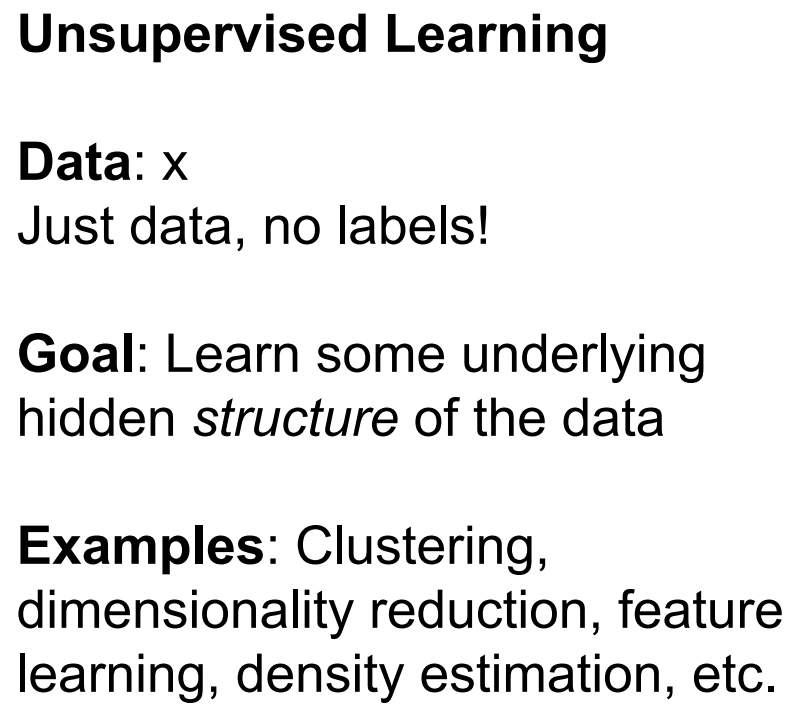 Unsupervised Learning
Data: x
Just data, no labels!
Goal: Learn some underlying
hidden structure of the data
Examples: Clustering,
dimensionality reduction, feature
learning, density estimation, etc.